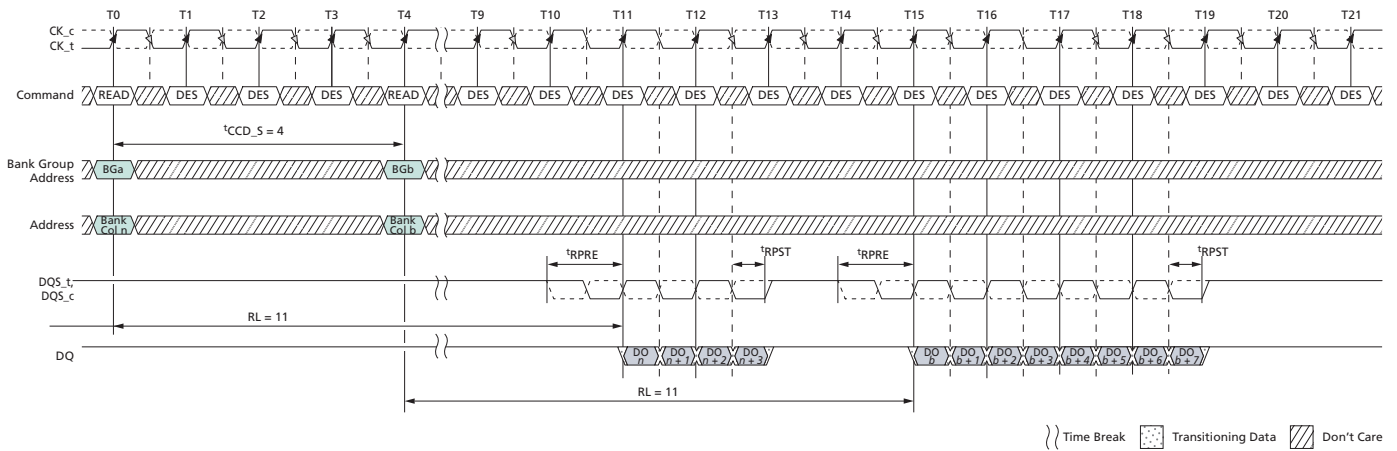 T0 T1 T2 T3 T4 T9 T10 T11 T12 T13 T14 T15 T16 T17 T18 T19 T20 T21
CK_c
CK_t
Command READ DES DES DES READ DES DES DES DES DES DES DES DES DES DES DES DES DES
tCCD_S = 4
Bank Group
Address
BGa BGb
Address
Bank
Col n
Bank
Col b
tRPRE tRPST tRPRE tRPST
DQS_t,
DQS_c
RL = 11
DQ
DO
n
DO
n + 1
DO
n + 2
DO
n + 3
DO
b
DO
b + 1
DO
b + 2
DO
b + 3
DO
b + 4
DO
b + 5
DO
b + 6
DO
b + 7
RL = 11
Time Break Transitioning Data Don't Care